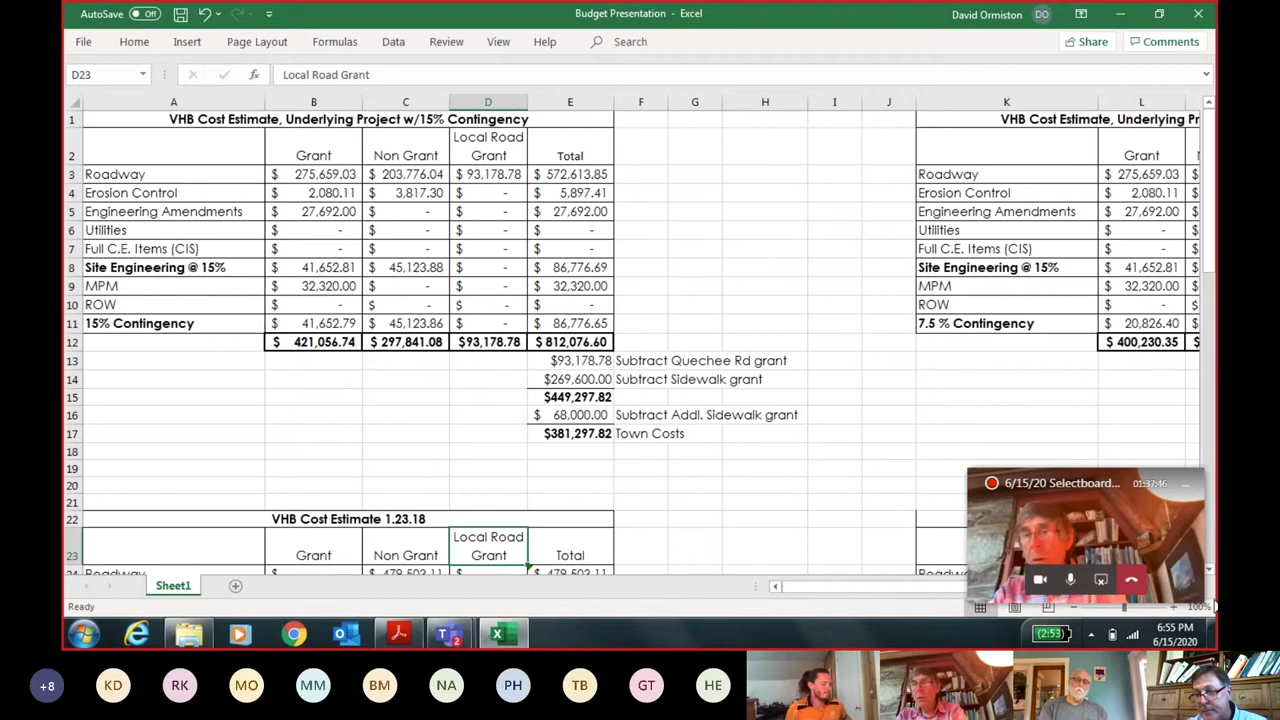 AutoSave Off Budget Presentation - Excel David Ormiston DO
File Home Insert Page Layout Formulas Data Review View Help Search Share Comments
D23 fx Local Road Grant
A B C D E F G H I J K L
1 VHB Cost Estimate, Underlying Project w/15% Contingency VHB Cost Estimate, Underlying Pr
2 Grant Non Grant Local Road Grant Total Grant N
3 Roadway $ 275,659.03 $ 203,776.04 $ 93,178.78 $ 572,613.85 Roadway $ 275,659.03 $
4 Erosion Control $ 2,080.11 $ 3,817.30 $ - $ 5,897.41 Erosion Control $ 2,080.11 $
5 Engineering Amendments $ 27,692.00 $ - $ - $ 27,692.00 Engineering Amendments $ 27,692.00 $
6 Utilities $ - $ - $ - $ - Utilities $ - $
7 Full C.E. Items (CIS) $ - $ - $ - $ - Full C.E. Items (CIS) $ - $
8 Site Engineering @ 15% $ 41,652.81 $ 45,123.88 $ - $ 86,776.69 Site Engineering @ 15% $ 41,652.81 $
9 MPM $ 32,320.00 $ - $ - $ 32,320.00 MPM $ 32,320.00 $
10 ROW $ - $ $ - $ - ROW $ - $
11 15% Contingency $ 41,652.79 $ 45,123.86 $ - $ 86,776.65 7.5 % Contingency $ 20,826.40 $
12 $ 421,056.74 $ 297,841.08 $93,178.78 $ 812,076.60 $ 400,230.35 $
13 $93,178.78 Subtract Quechee Rd grant
14 $269,600.00 Subtract Sidewalk grant
15 $449,297.82
16 $ 68,000.00 Subtract Addl. Sidewalk grant
17 $381,297.82 Town Costs
18
19
20
21
22 VHB Cost Estimate 1.23.18
23 Grant Non Grant Local Road Grant Total
6/15/20 Selectboard... 01:37:46
Sheet1
Ready 100%
(2:53) 6:55 PM
6/15/2020
+8 KD RK MO MM BM NA PH TB GT HE